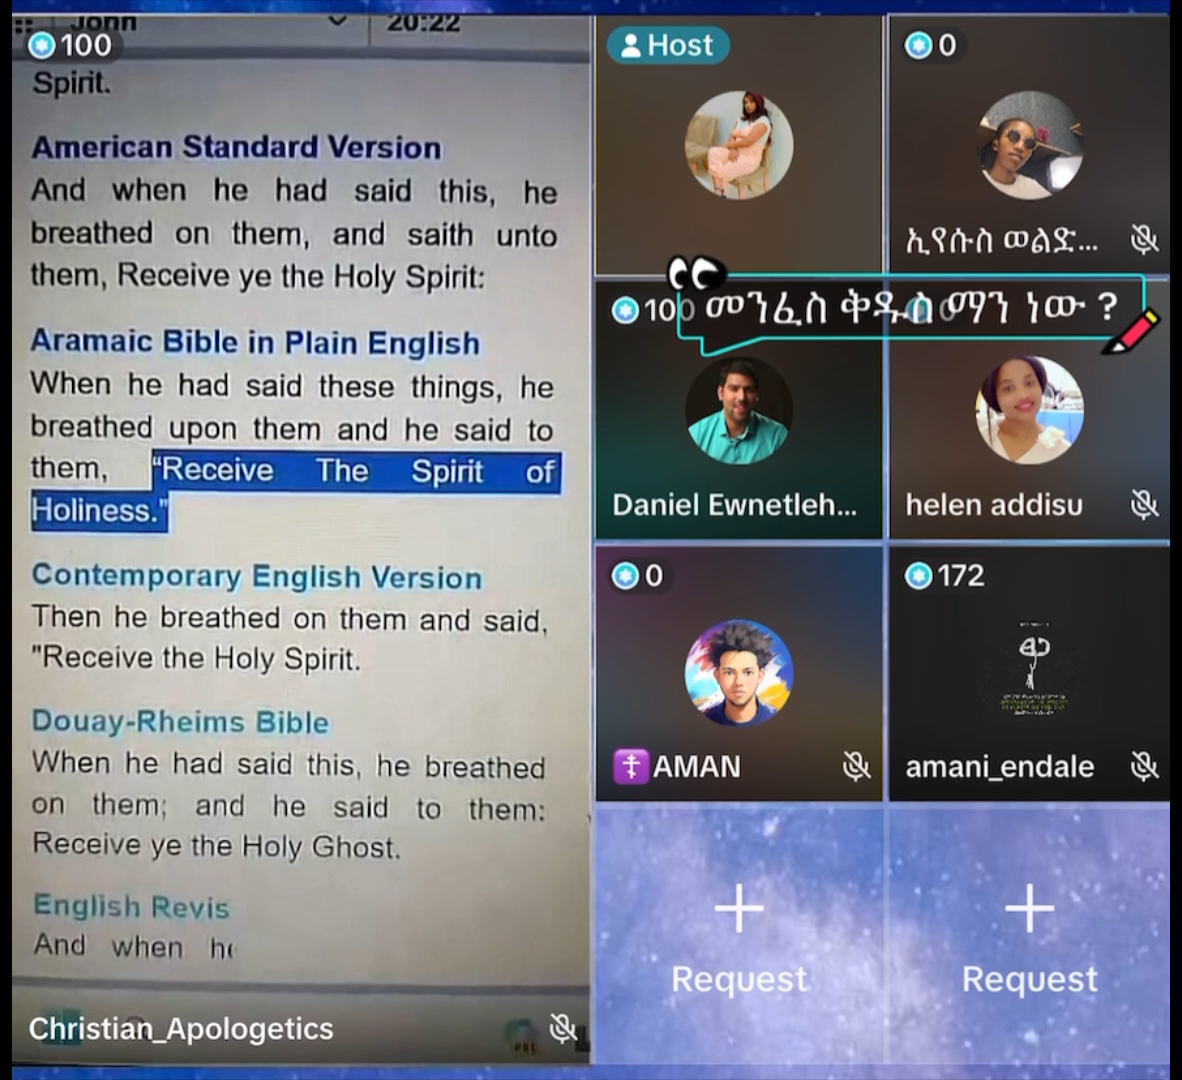 John
20:22
100
Spirit.
American Standard Version
And when he had said this, he
breathed on them, and saith unto
them, Receive ye the Holy Spirit:
Aramaic Bible in Plain English
When he had said these things, he
breathed upon them and he said to
them, “Receive The Spirit of
Holiness.”
Contemporary English Version
Then he breathed on them and said,
"Receive the Holy Spirit.
Douay-Rheims Bible
When he had said this, he breathed
on them; and he said to them:
Receive ye the Holy Ghost.
English Revis
And when he
Christian_Apologetics
Host
0
ኢየሱስ ወልድ...
መንፈስ ቅዱስ ማን ነው ?
100
Daniel Ewnetleh...
helen addisu
0
AMAN
172
amani_endale
Request
Request